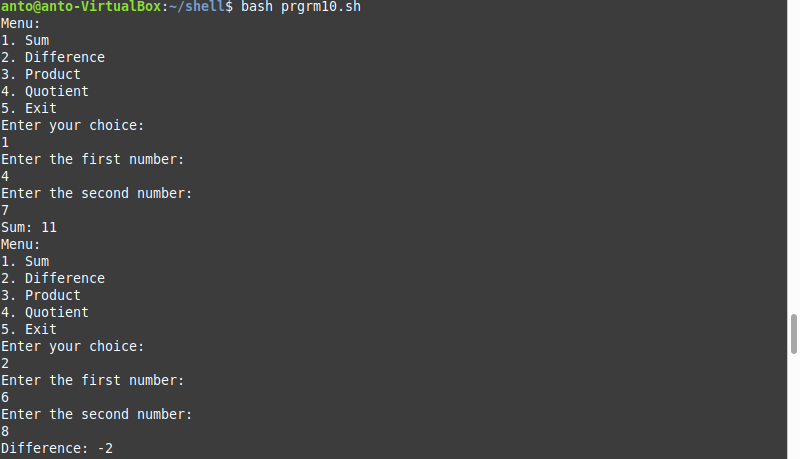 anto@anto-VirtualBox:~/shell$ bash prgrm10.sh
Menu:
1. Sum
2. Difference
3. Product
4. Quotient
5. Exit
Enter your choice:
1
Enter the first number:
4
Enter the second number:
7
Sum: 11
Menu:
1. Sum
2. Difference
3. Product
4. Quotient
5. Exit
Enter your choice:
2
Enter the first number:
6
Enter the second number:
8
Difference: -2